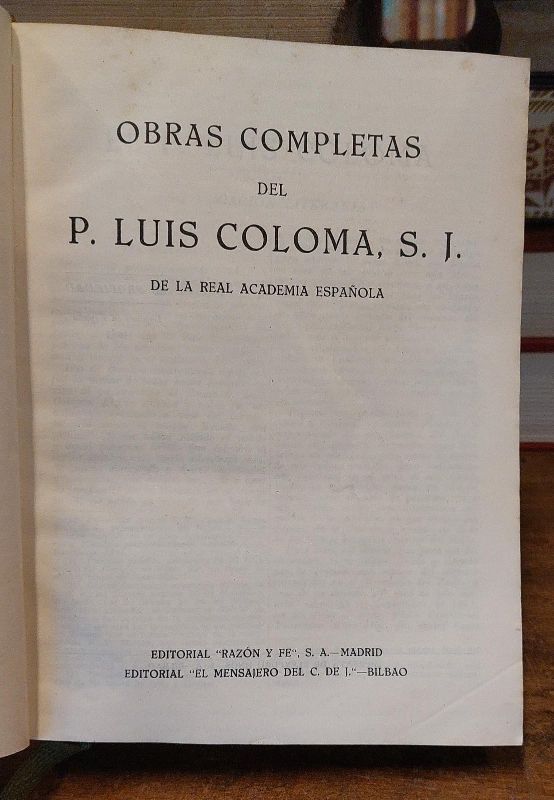 OBRAS COMPLETAS
DEL
P. LUIS COLOMA, S. J.
DE LA REAL ACADEMIA ESPAÑOLA
EDITORIAL "RAZÓN Y FE", S. A.—MADRID
EDITORIAL "EL MENSAJERO DEL C. DE J."—BILBAO